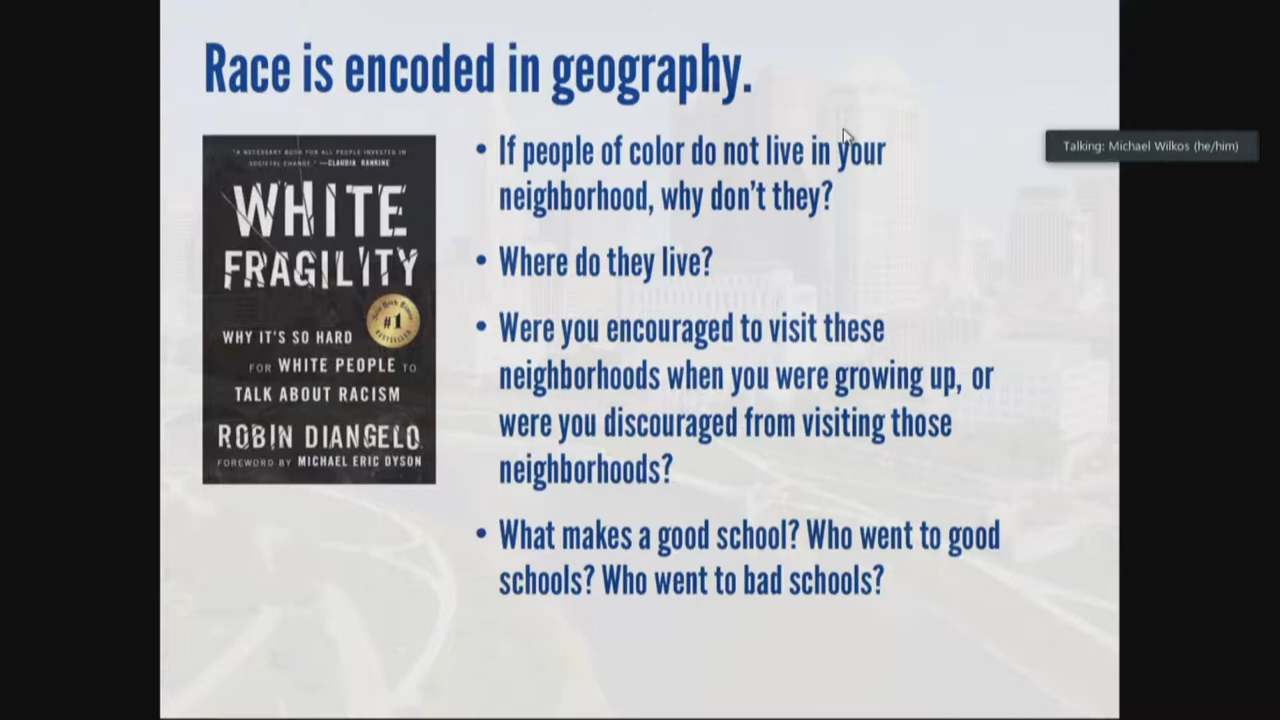 Race is encoded in geography.
"A NECESSARY BOOK FOR ALL PEOPLE INVESTED IN
SOCIETAL CHANGE." —CLAUDIA RANKINE
WHITE
FRAGILITY
New York Times
#1
BESTSELLER
WHY IT'S SO HARD
FOR WHITE PEOPLE TO
TALK ABOUT RACISM
ROBIN DIANGELO
FOREWORD BY MICHAEL ERIC DYSON
• If people of color do not live in your
neighborhood, why don't they?
• Where do they live?
• Were you encouraged to visit these
neighborhoods when you were growing up, or
were you discouraged from visiting those
neighborhoods?
• What makes a good school? Who went to good
schools? Who went to bad schools?
Talking: Michael Wilkos (he/him)